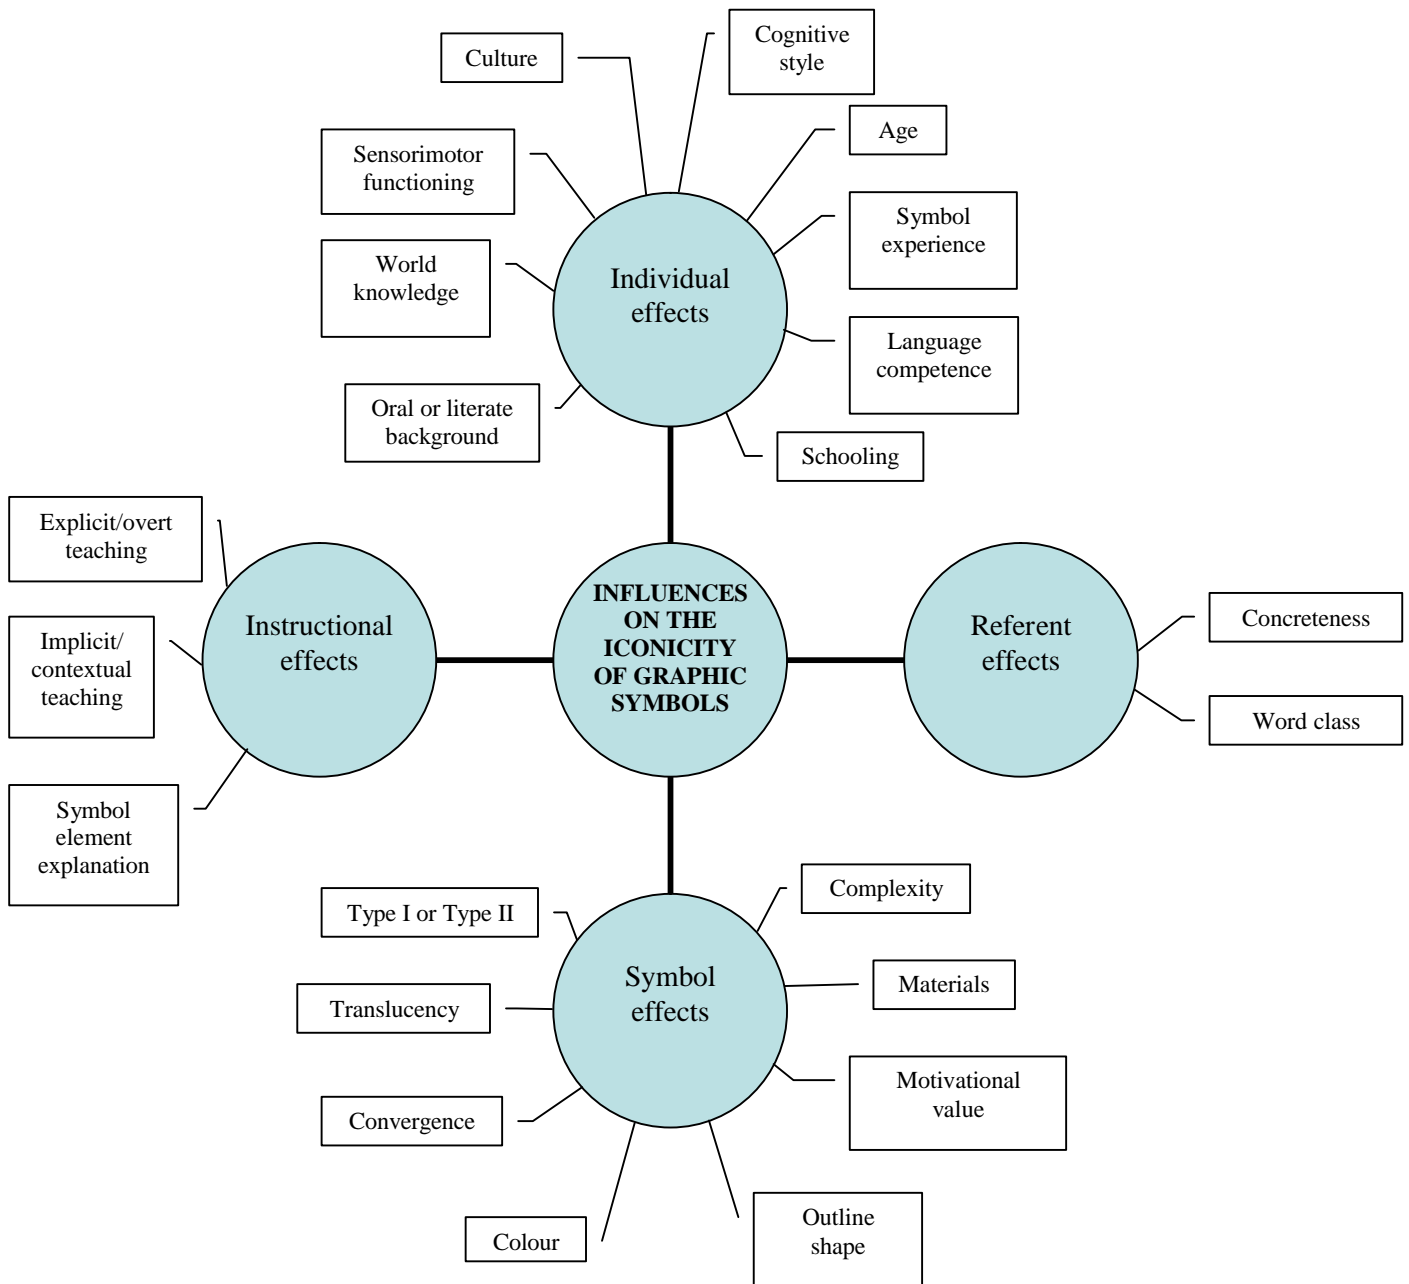 Cognitive
style
Culture
Age
Sensorimotor
functioning
Symbol
experience
World
knowledge
Individual
effects
Language
competence
Oral or literate
background
Schooling
Explicit/overt
teaching
Implicit/
contextual
teaching
Symbol
element
explanation
Instructional
effects
INFLUENCES
ON THE
ICONICITY
OF GRAPHIC
SYMBOLS
Referent
effects
Concreteness
Word class
Complexity
Type I or Type II
Materials
Translucency
Symbol
effects
Motivational
value
Convergence
Outline
shape
Colour